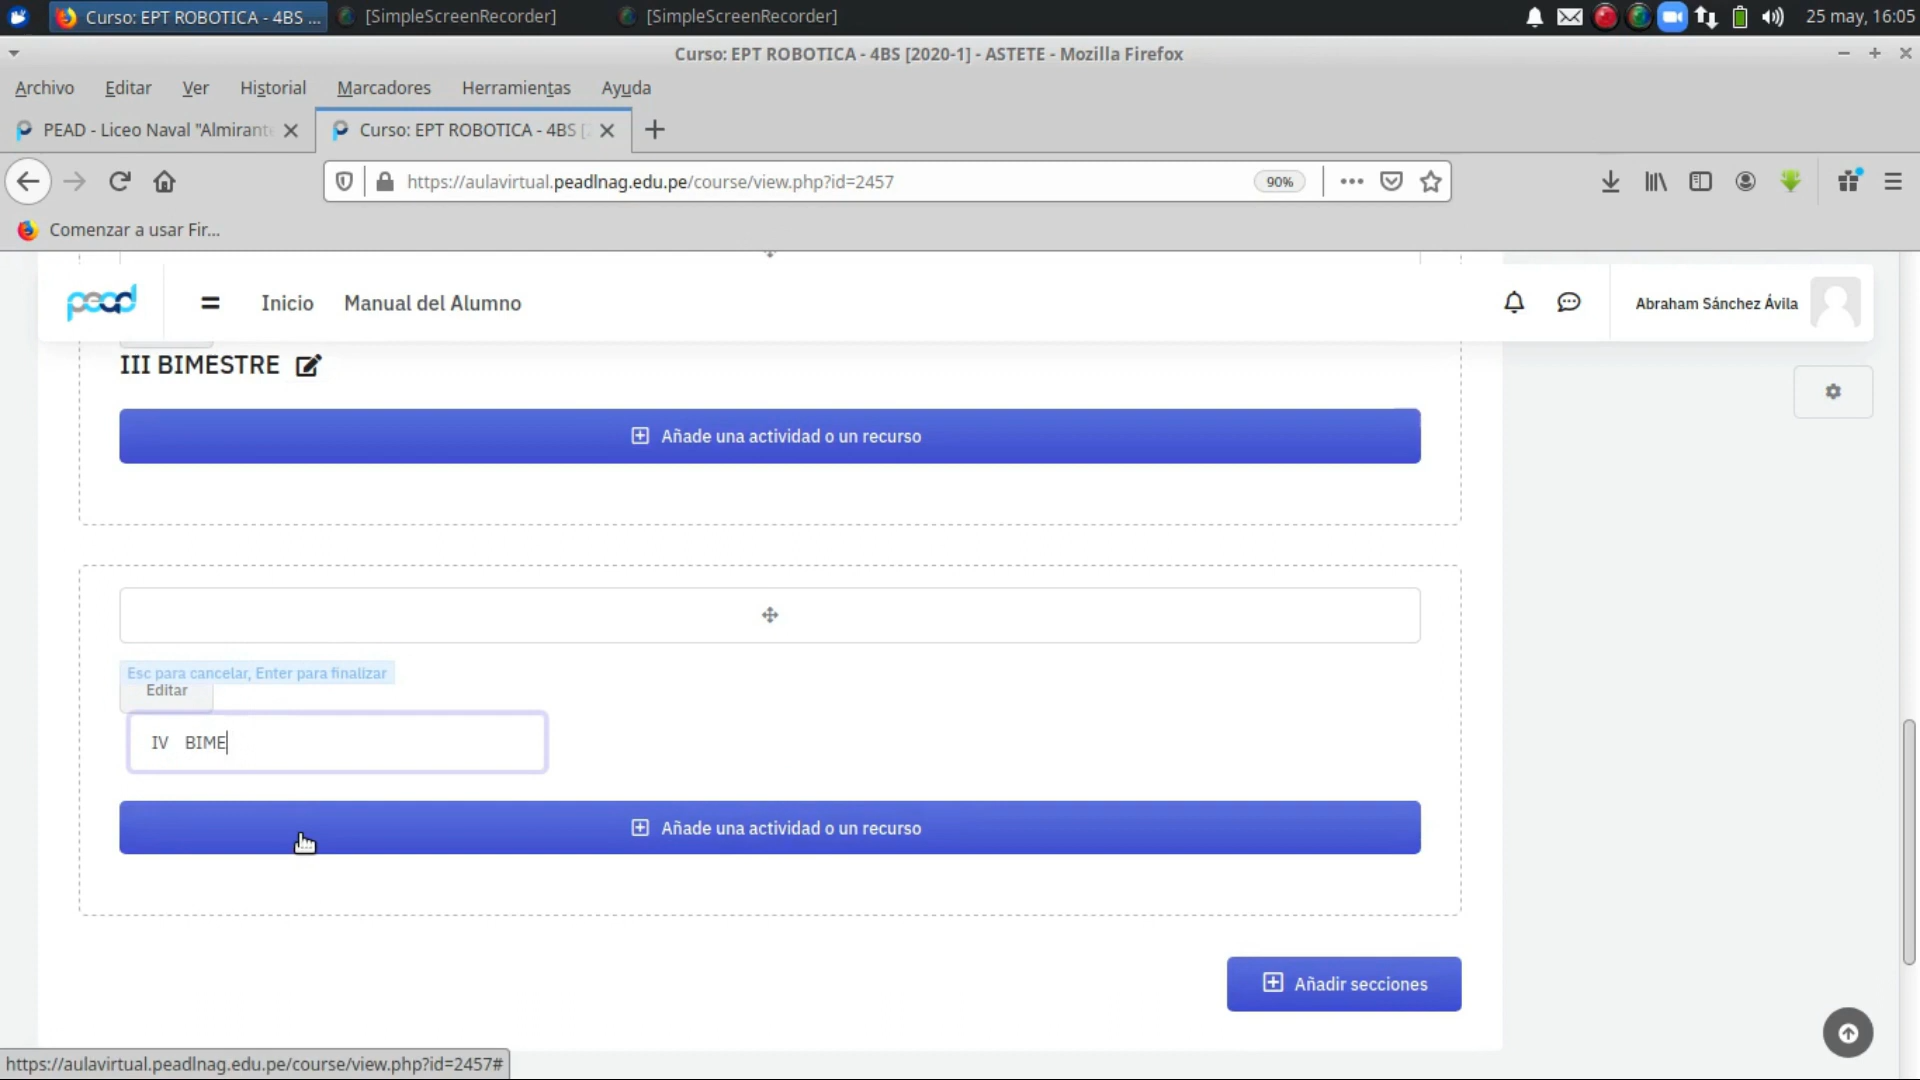 Curso: EPT ROBOTICA - 4BS ...
[SimpleScreenRecorder]
[SimpleScreenRecorder]
25 may, 16:05
Curso: EPT ROBOTICA - 4BS [2020-1] - ASTETE - Mozilla Firefox
Archivo Editar Ver Historial Marcadores Herramientas Ayuda
PEAD - Liceo Naval "Almirante
Curso: EPT ROBOTICA - 4BS [
https://aulavirtual.peadlnag.edu.pe/course/view.php?id=2457
90%
Comenzar a usar Fir...
pead
Inicio
Manual del Alumno
Abraham Sánchez Ávila
III BIMESTRE
Añade una actividad o un recurso
Esc para cancelar, Enter para finalizar
Editar
IV   BIME
Añade una actividad o un recurso
Añadir secciones
https://aulavirtual.peadlnag.edu.pe/course/view.php?id=2457#